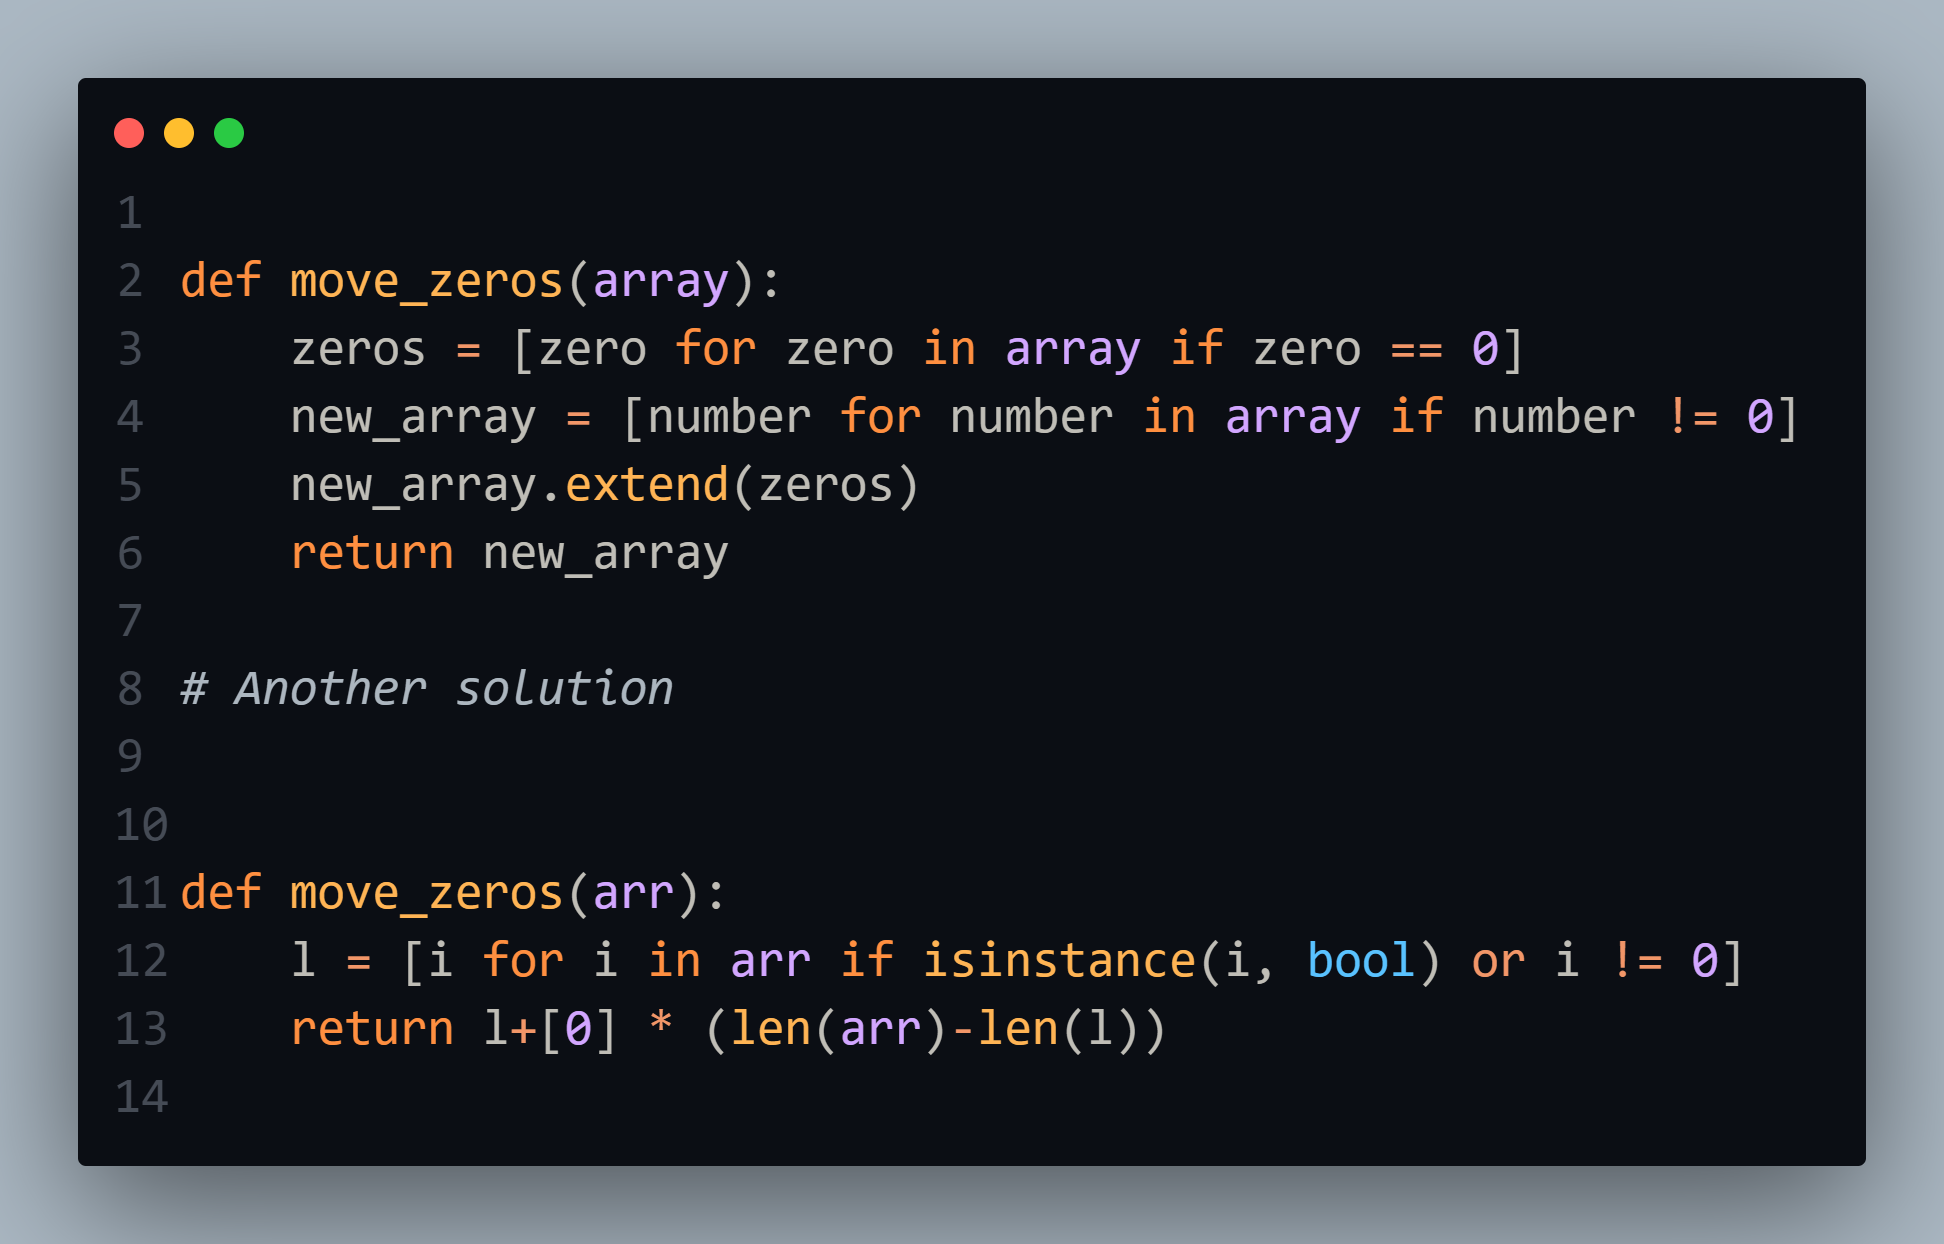 1
2 def move_zeros(array):
3     zeros = [zero for zero in array if zero == 0]
4     new_array = [number for number in array if number != 0]
5     new_array.extend(zeros)
6     return new_array
7
8 # Another solution
9
10
11 def move_zeros(arr):
12     l = [i for i in arr if isinstance(i, bool) or i != 0]
13     return l+[0] * (len(arr)-len(l))
14